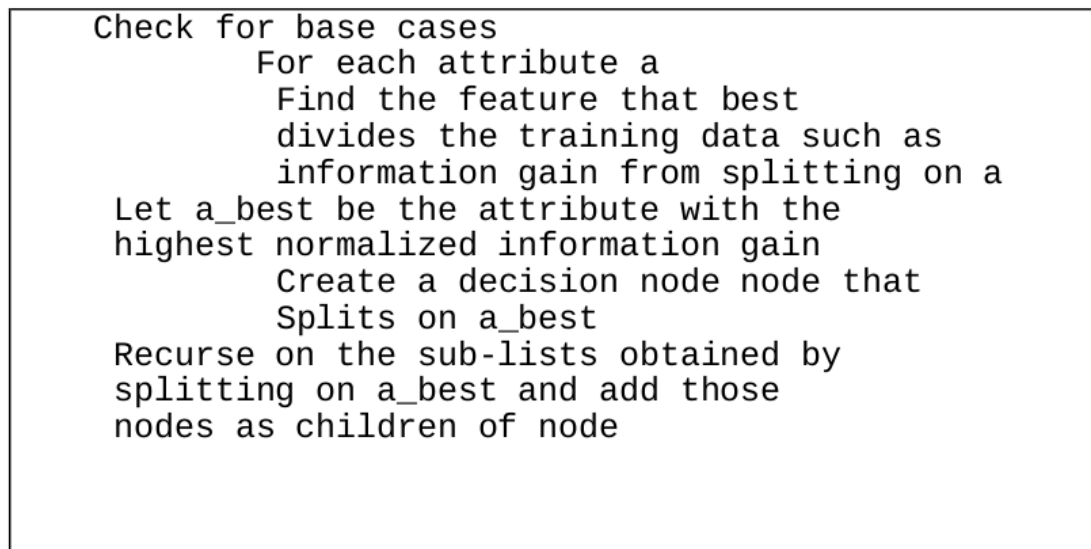 Check for base cases
For each attribute a
Find the feature that best
divides the training data such as
information gain from splitting on a
Let a_best be the attribute with the
highest normalized information gain
Create a decision node node that
Splits on a_best
Recurse on the sub-lists obtained by
splitting on a_best and add those
nodes as children of node